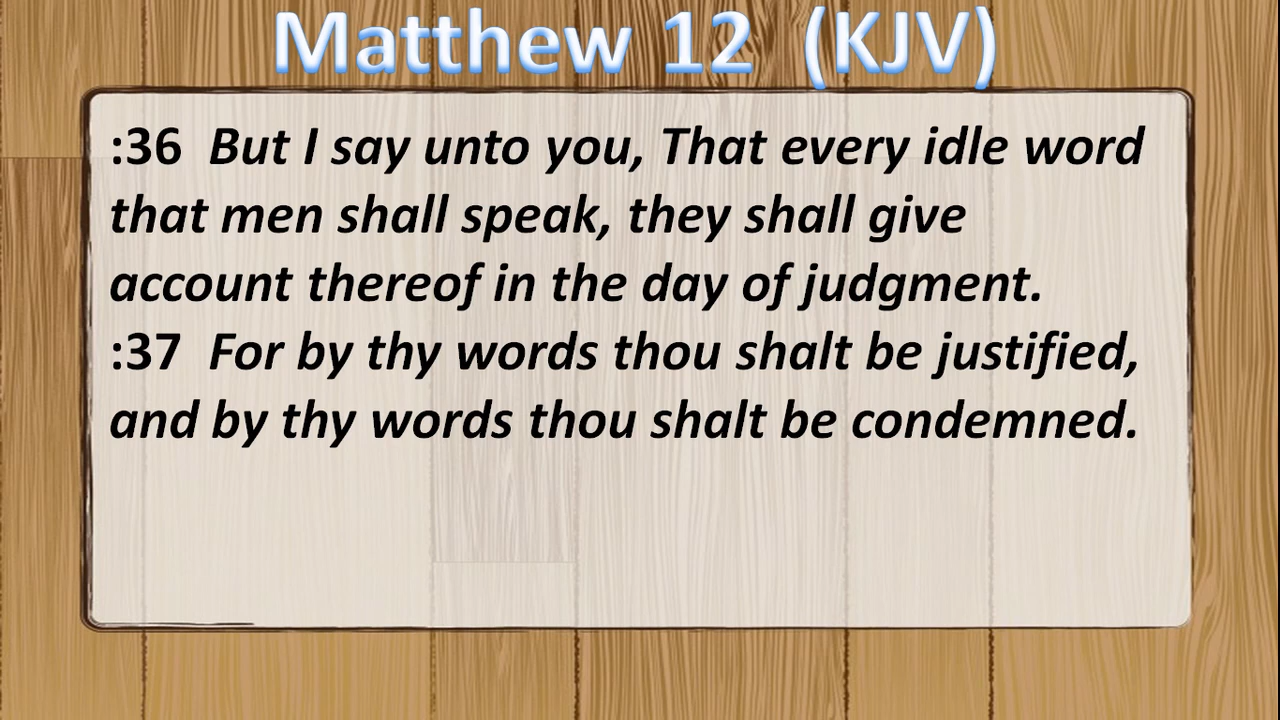 Matthew 12 (KJV)
:36 But I say unto you, That every idle word
that men shall speak, they shall give
account thereof in the day of judgment.
:37 For by thy words thou shalt be justified,
and by thy words thou shalt be condemned.